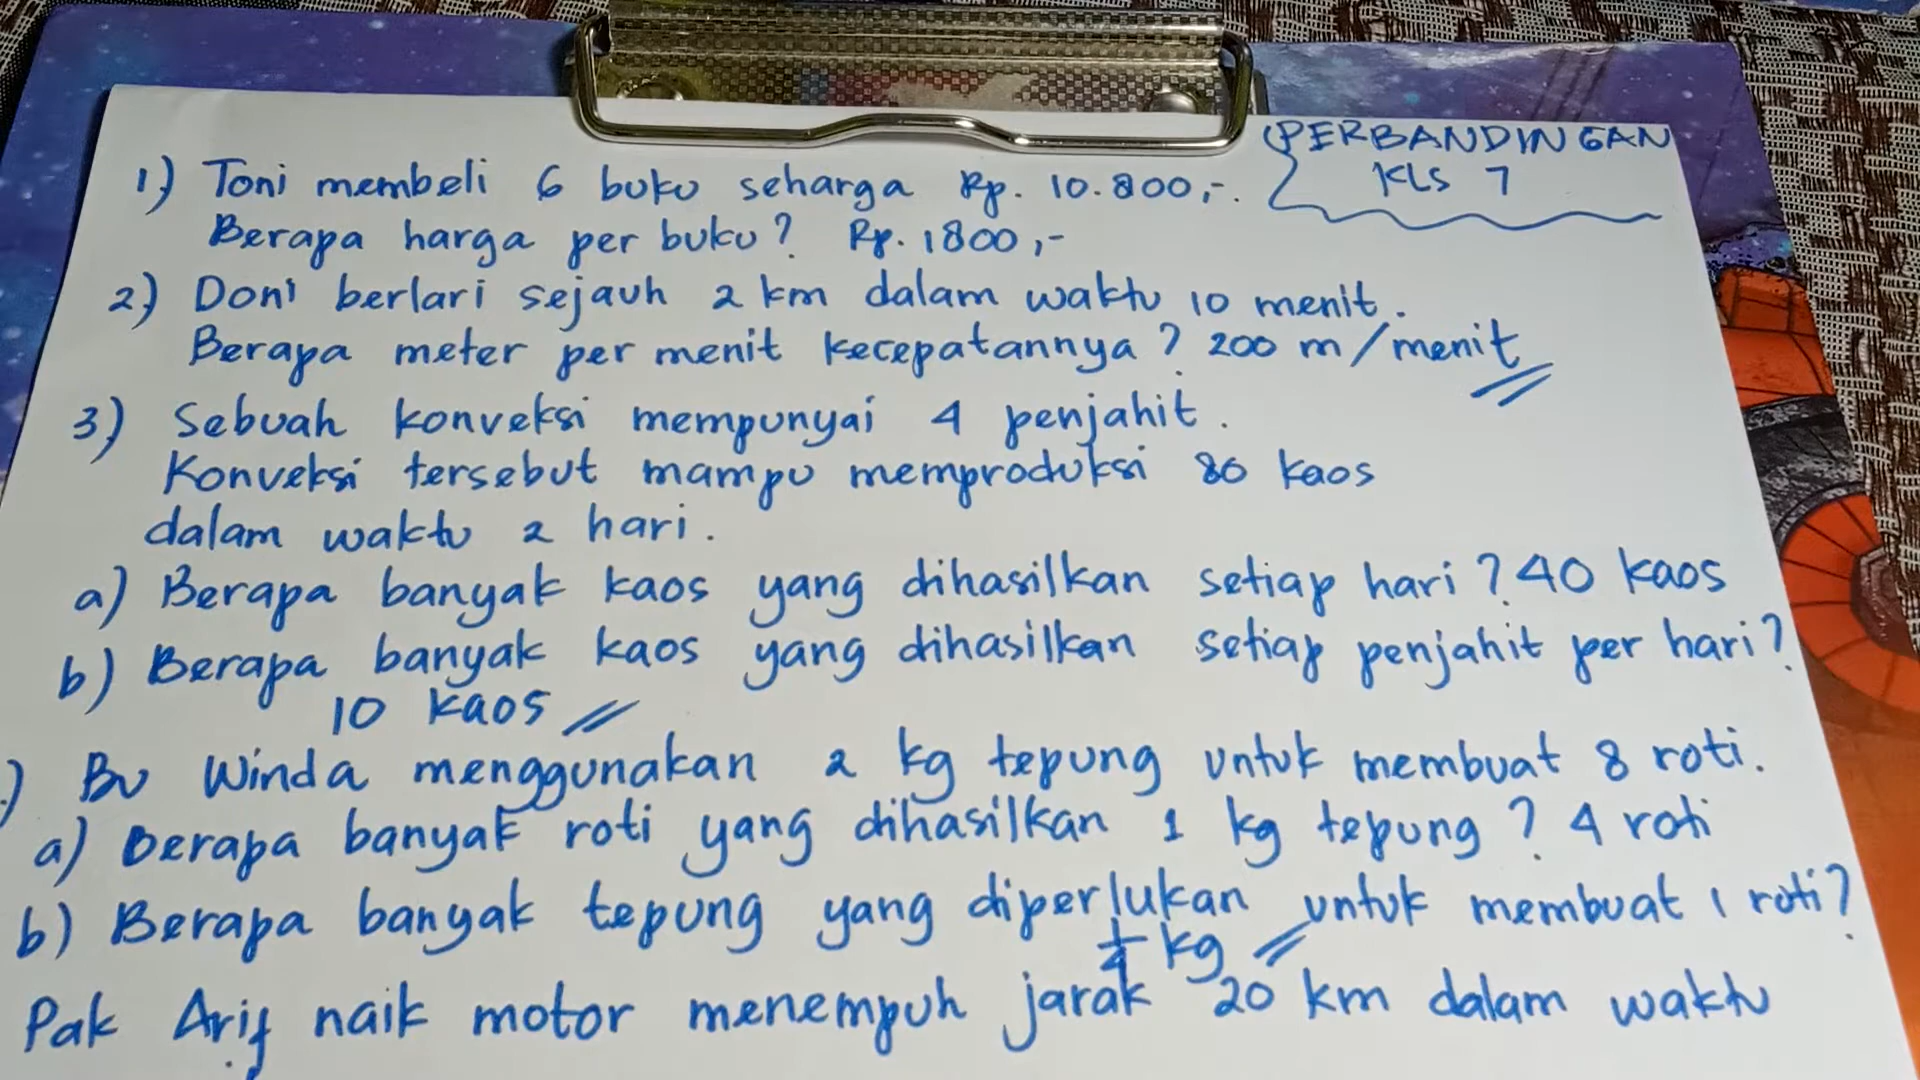 PERBANDINGAN
KLS 7
1) Toni membeli 6 buku seharga Rp. 10.800,-.
Berapa harga per buku? Rp. 1800,-
2) Doni berlari sejauh 2 km dalam waktu 10 menit.
Berapa meter per menit kecepatannya? 200 m/menit
3) Sebuah konveksi mempunyai 4 penjahit.
Konveksi tersebut mampu memproduksi 80 kaos
dalam waktu 2 hari.
a) Berapa banyak kaos yang dihasilkan setiap hari? 40 kaos
b) Berapa banyak kaos yang dihasilkan setiap penjahit per hari?
10 kaos
) Bu Winda menggunakan 2 kg tepung untuk membuat 8 roti.
a) Berapa banyak roti yang dihasilkan 1 kg tepung? 4 roti
b) Berapa banyak tepung yang diperlukan untuk membuat 1 roti?
1/4 kg
Pak Arif naik motor menempuh jarak 20 km dalam waktu